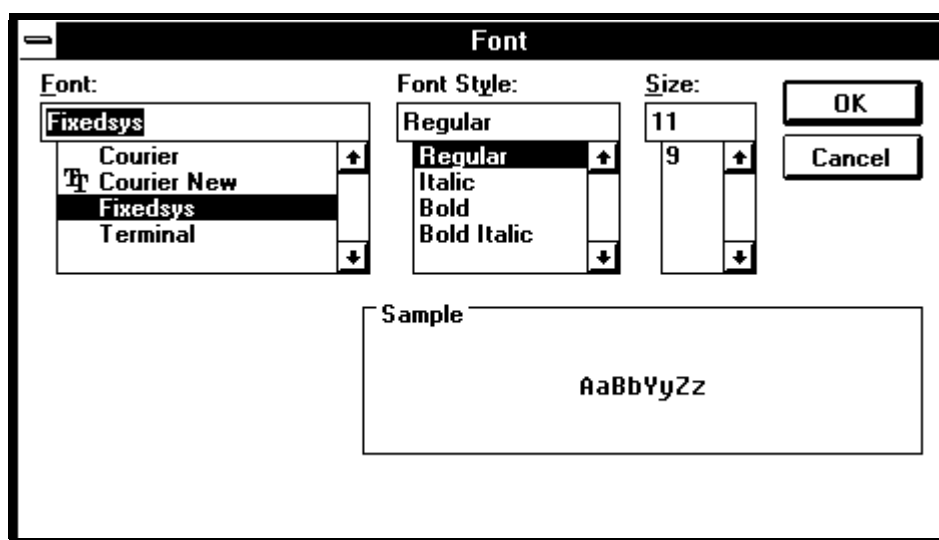 Font
Font:
Fixedsys
Courier
Courier New
Fixedsys
Terminal
Font Style:
Regular
Regular
Italic
Bold
Bold Italic
Size:
11
9
OK
Cancel
Sample
AaBbYyZz